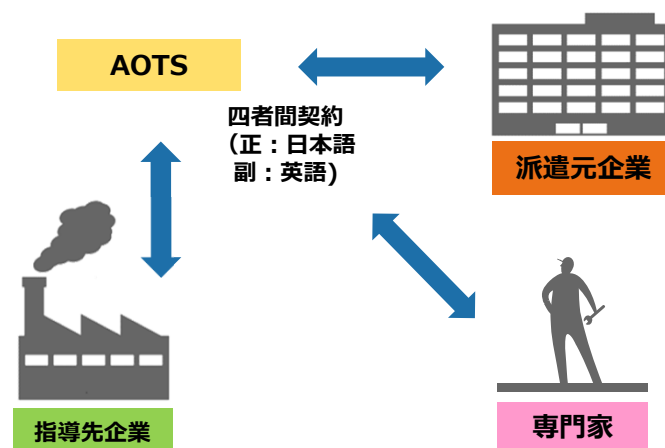 AOTS
四者間契約
(正：日本語
副：英語)
派遣元企業
指導先企業
専門家